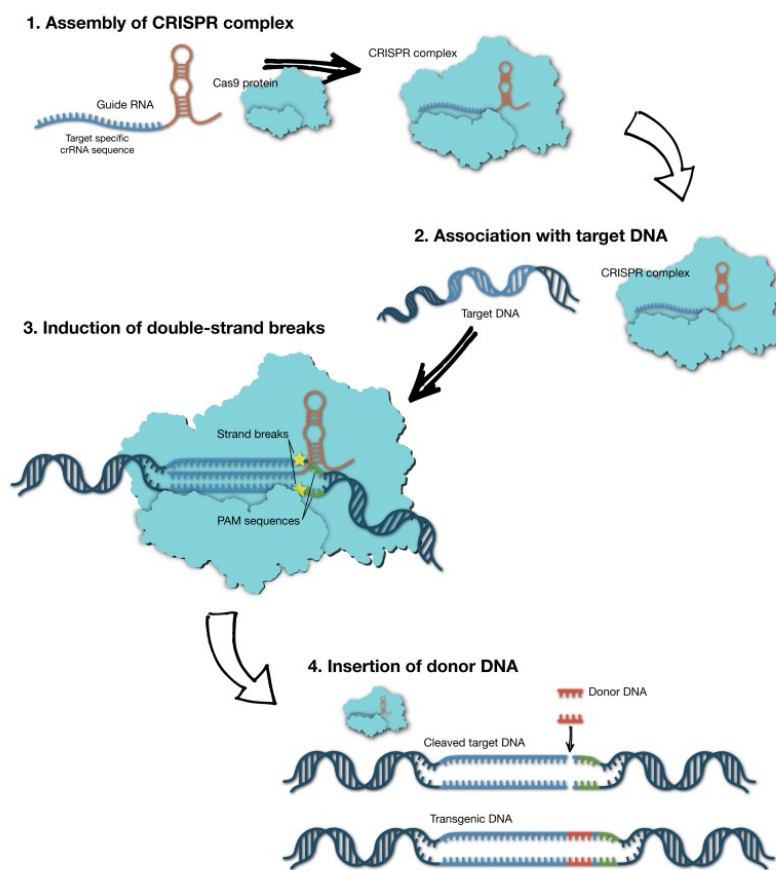 1. Assembly of CRISPR complex
CRISPR complex
Cas9 protein
Guide RNA
Target specific
crRNA sequence
2. Association with target DNA
CRISPR complex
Target DNA
3. Induction of double-strand breaks
Strand breaks
PAM sequences
4. Insertion of donor DNA
Donor DNA
Cleaved target DNA
Transgenic DNA